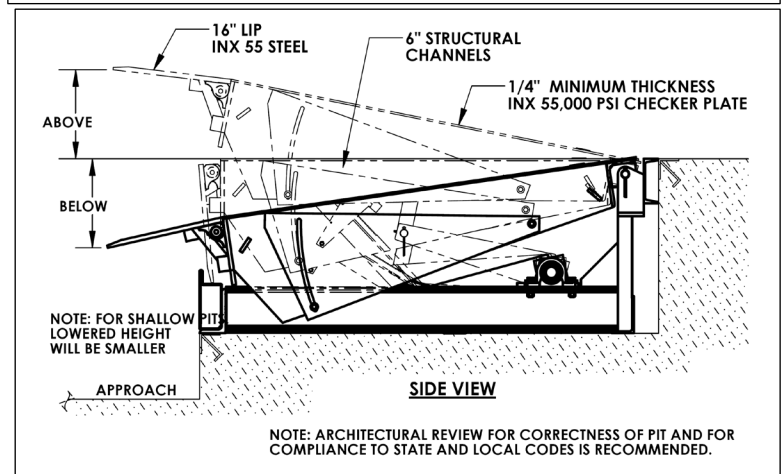 16" LIP
INX 55 STEEL
6" STRUCTURAL
CHANNELS
1/4" MINIMUM THICKNESS
INX 55,000 PSI CHECKER PLATE
ABOVE
BELOW
NOTE: FOR SHALLOW PITS
LOWERED HEIGHT
WILL BE SMALLER
APPROACH
SIDE VIEW
NOTE: ARCHITECTURAL REVIEW FOR CORRECTNESS OF PIT AND FOR
COMPLIANCE TO STATE AND LOCAL CODES IS RECOMMENDED.